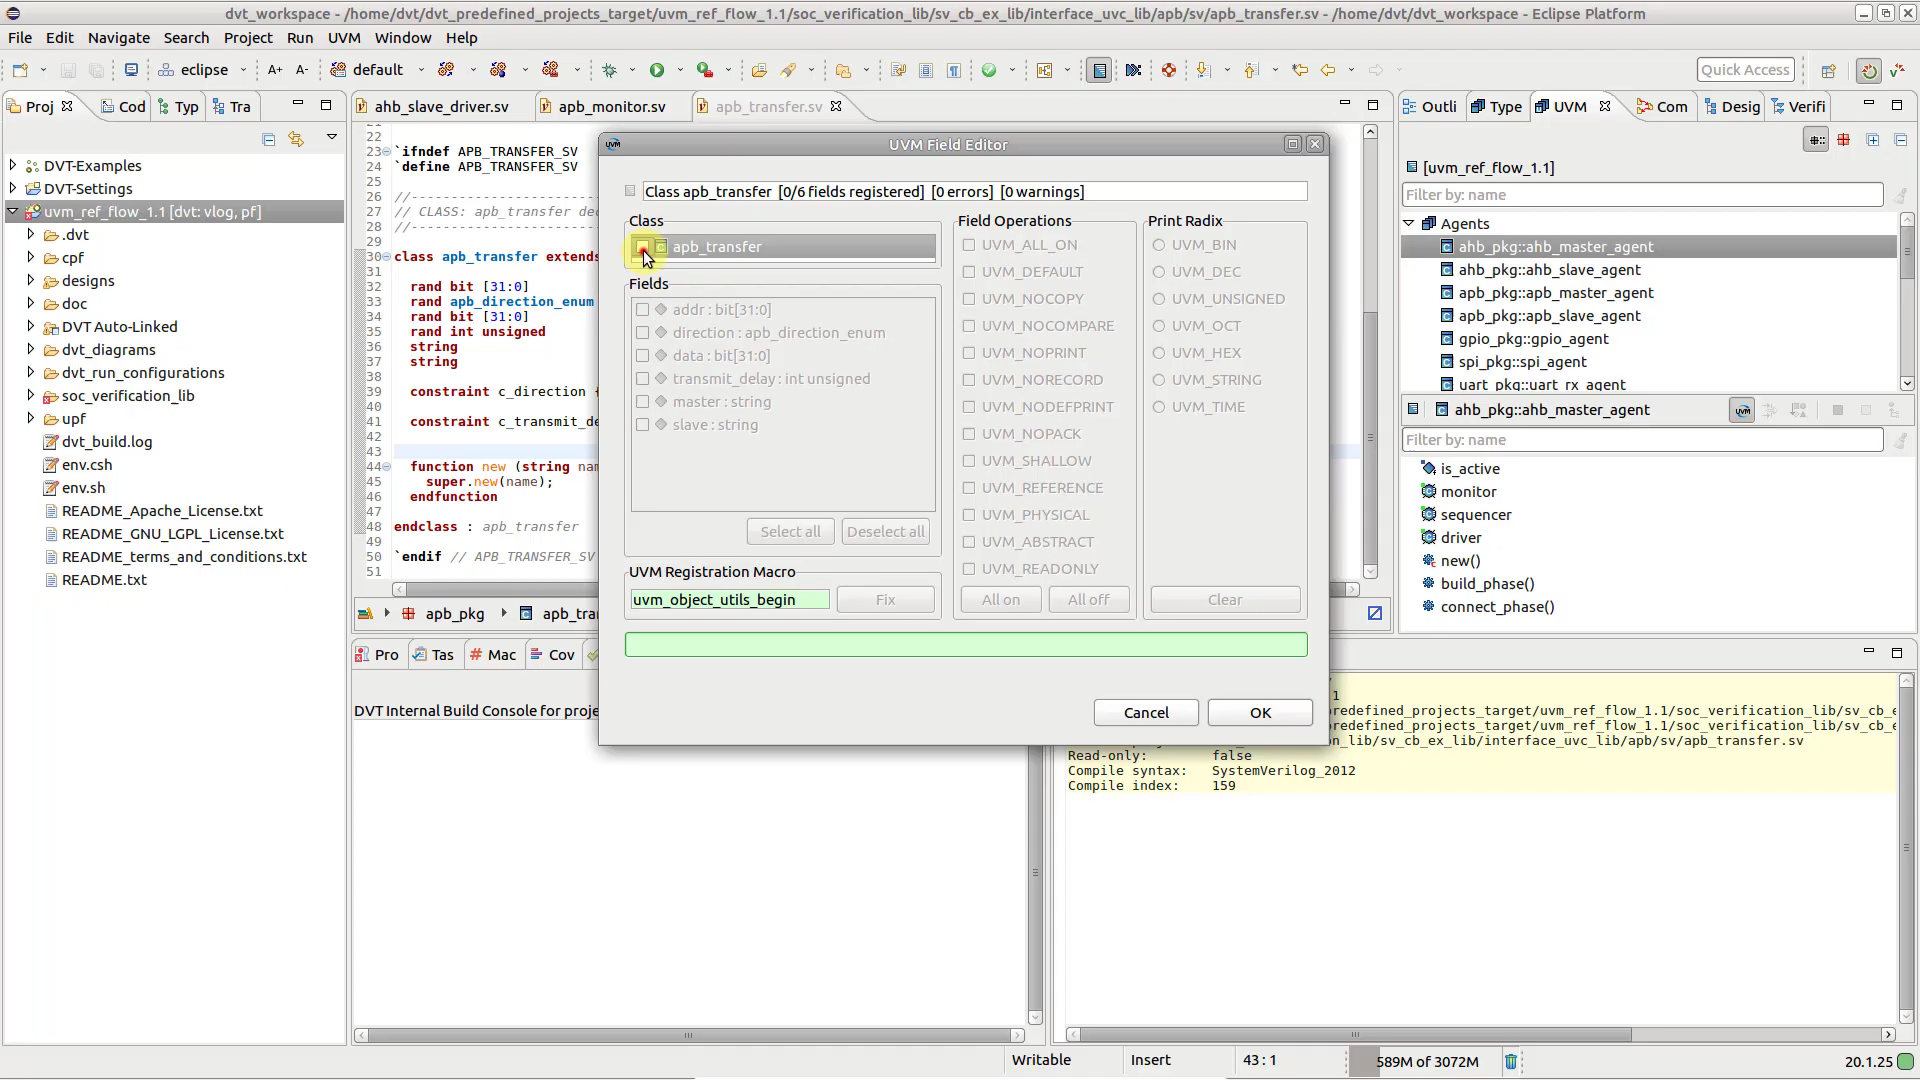 dvt_workspace - /home/dvt/dvt_predefined_projects_target/uvm_ref_flow_1.1/soc_verification_lib/sv_cb_ex_lib/interface_uvc_lib/apb/sv/apb_transfer.sv - /home/dvt/dvt_workspace - Eclipse Platform
File Edit Navigate Search Project Run UVM Window Help
eclipse A+ A- default Quick Access
Proj Cod Typ Tra
DVT-Examples
DVT-Settings
uvm_ref_flow_1.1 [dvt: vlog, pf]
.dvt
cpf
designs
doc
DVT Auto-Linked
dvt_diagrams
dvt_run_configurations
soc_verification_lib
upf
dvt_build.log
env.csh
env.sh
README_Apache_License.txt
README_GNU_LGPL_License.txt
README_terms_and_conditions.txt
README.txt
ahb_slave_driver.sv apb_monitor.sv apb_transfer.sv
22
23 `ifndef APB_TRANSFER_SV
24 `define APB_TRANSFER_SV
25
26 //---------------------------
27 // CLASS: apb_transfer dec
28 //---------------------------
29
30 class apb_transfer extends
31
32 rand bit [31:0]
33 rand apb_direction_enum
34 rand bit [31:0]
35 rand int unsigned
36 string
37 string
38
39 constraint c_direction {
40
41 constraint c_transmit_de
42
43
44 function new (string nam
45 super.new(name);
46 endfunction
47
48 endclass : apb_transfer
49
50 `endif // APB_TRANSFER_SV
51
apb_pkg apb_tra
UVM Field Editor
Class apb_transfer [0/6 fields registered] [0 errors] [0 warnings]
Class
apb_transfer
Fields
addr : bit[31:0]
direction : apb_direction_enum
data : bit[31:0]
transmit_delay : int unsigned
master : string
slave : string
Select all Deselect all
UVM Registration Macro
uvm_object_utils_begin Fix
Field Operations
UVM_ALL_ON
UVM_DEFAULT
UVM_NOCOPY
UVM_NOCOMPARE
UVM_NOPRINT
UVM_NORECORD
UVM_NODEFPRINT
UVM_NOPACK
UVM_SHALLOW
UVM_REFERENCE
UVM_PHYSICAL
UVM_ABSTRACT
UVM_READONLY
All on All off
Print Radix
UVM_BIN
UVM_DEC
UVM_UNSIGNED
UVM_OCT
UVM_HEX
UVM_STRING
UVM_TIME
Clear
Cancel OK
Outli Type UVM Com Desig Verifi
[uvm_ref_flow_1.1]
Filter by: name
Agents
ahb_pkg::ahb_master_agent
ahb_pkg::ahb_slave_agent
apb_pkg::apb_master_agent
apb_pkg::apb_slave_agent
gpio_pkg::gpio_agent
spi_pkg::spi_agent
uart_pkg::uart_rx_agent
ahb_pkg::ahb_master_agent
Filter by: name
is_active
monitor
sequencer
driver
new()
build_phase()
connect_phase()
Pro Tas Mac Cov
DVT Internal Build Console for proje
1
redefined_projects_target/uvm_ref_flow_1.1/soc_verification_lib/sv_cb_e
redefined_projects_target/uvm_ref_flow_1.1/soc_verification_lib/sv_cb_e
on_lib/sv_cb_ex_lib/interface_uvc_lib/apb/sv/apb_transfer.sv
Read-only: false
Compile syntax: SystemVerilog_2012
Compile index: 159
Writable Insert 43 : 1 589M of 3072M 20.1.25